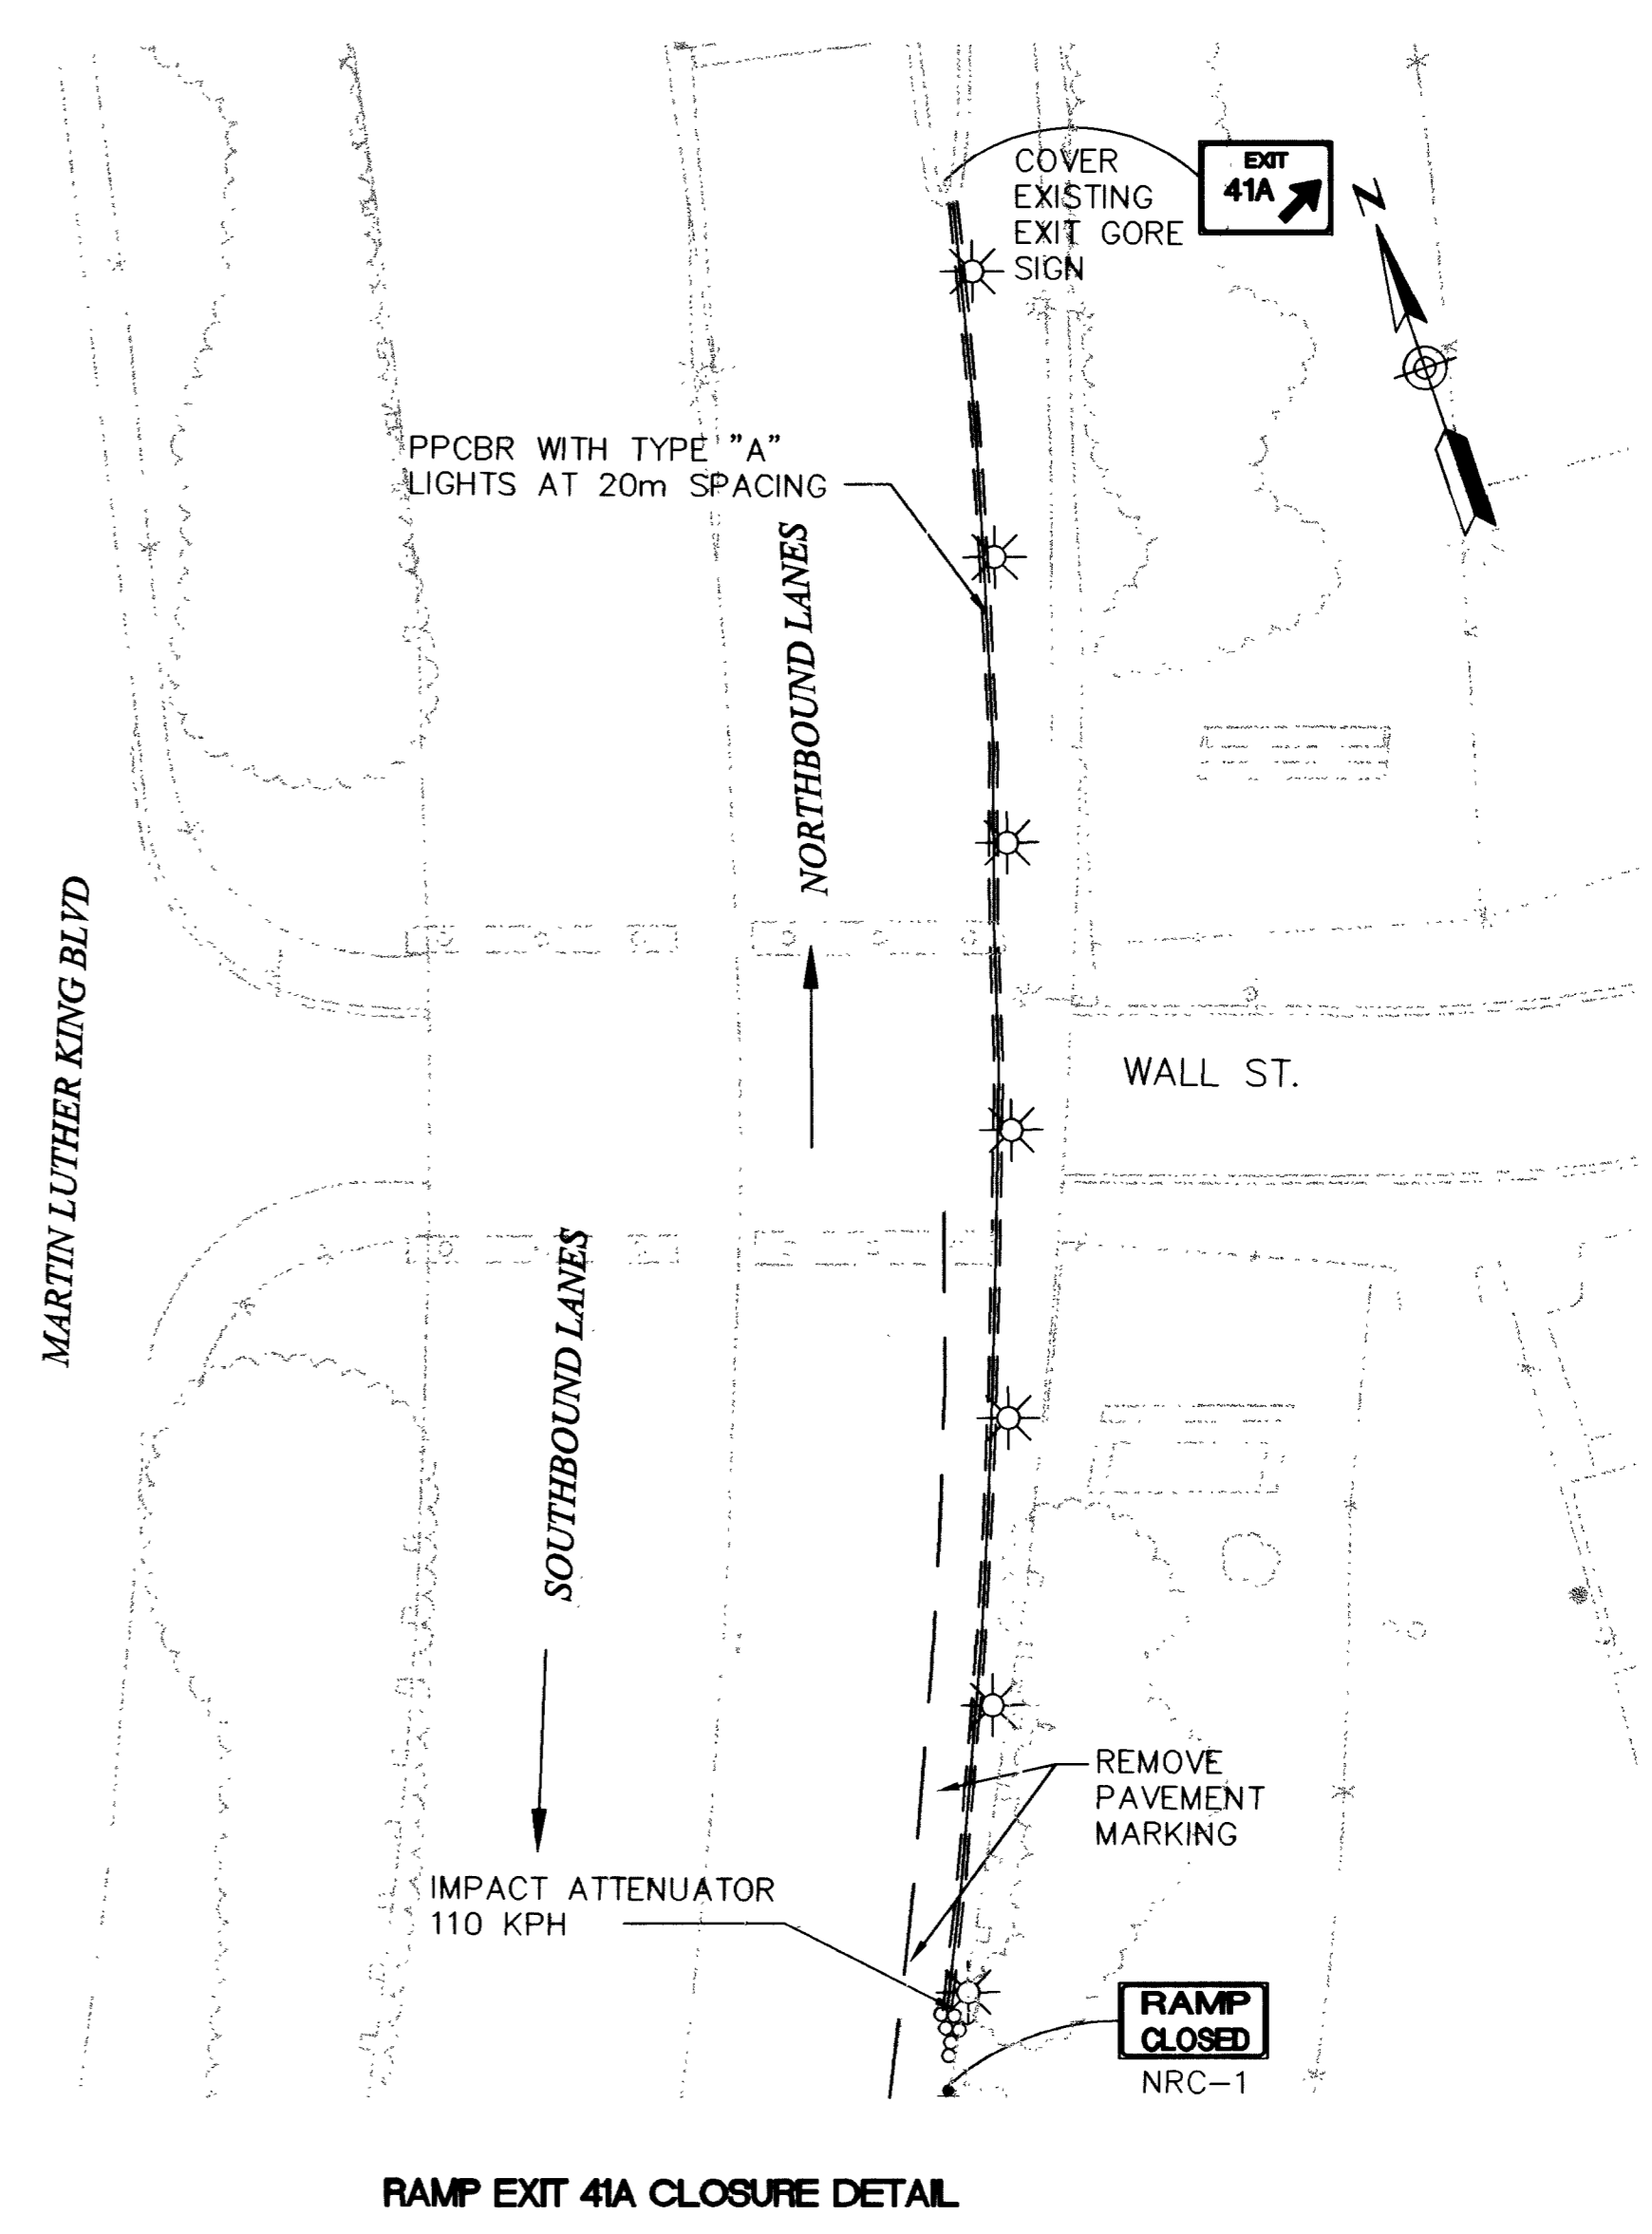 COVER
EXISTING
EXIT GORE
SIGN
EXIT
41A
N
PPCBR WITH TYPE "A"
LIGHTS AT 20m SPACING
NORTHBOUND LANES
MARTIN LUTHER KING BLVD
WALL ST.
SOUTHBOUND LANES
REMOVE
PAVEMENT
MARKING
IMPACT ATTENUATOR
110 KPH
RAMP
CLOSED
NRC-1
RAMP EXIT 41A CLOSURE DETAIL